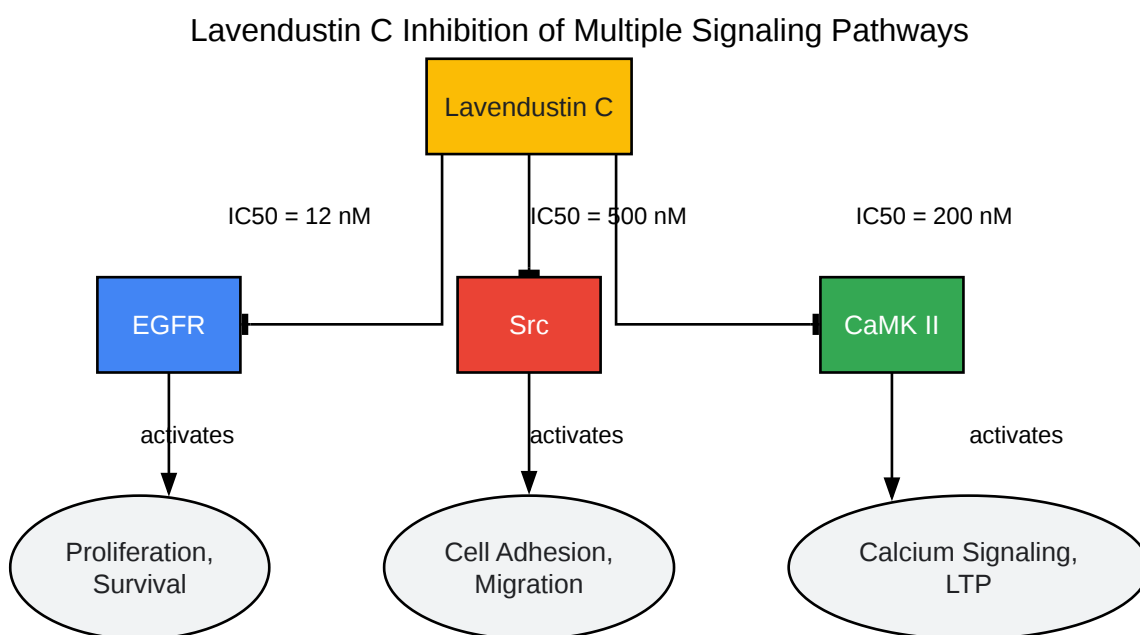 Lavendustin C Inhibition of Multiple Signaling Pathways
Lavendustin C
IC50 = 12 nM
IC50 = 500 nM
IC50 = 200 nM
EGFR
Src
CaMK II
activates
activates
activates
Proliferation,
Survival
Cell Adhesion,
Migration
Calcium Signaling,
LTP